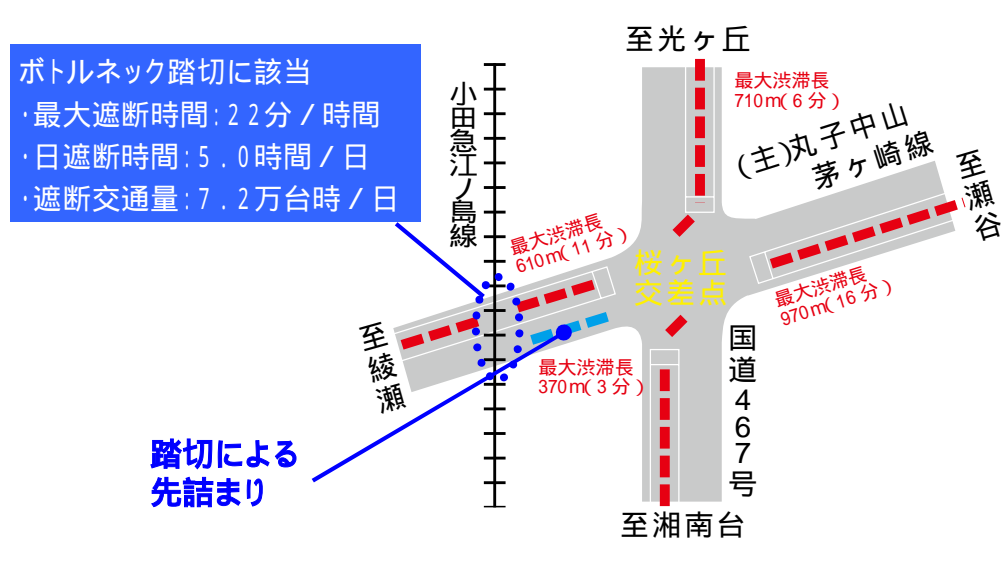 ボトルネック踏切に該当
･最大遮断時間:22分／時間
･日遮断時間:5.0時間／日
･遮断交通量:7.2万台時／日
小田急江ノ島線
至光ヶ丘
最大渋滞長
710m(6分)
(主)丸子中山
茅ヶ崎線
至瀬谷
最大渋滞長
610m(11分)
桜ヶ丘
交差点
最大渋滞長
970m(16分)
至綾瀬
最大渋滞長
370m(3分)
国道467号
踏切による
先詰まり
至湘南台